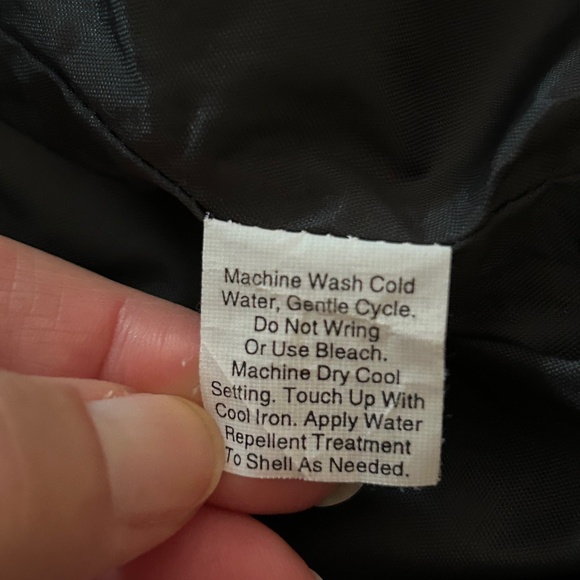 Machine Wash Cold
Water, Gentle Cycle.
Do Not Wring
Or Use Bleach.
Machine Dry Cool
Setting. Touch Up With
Cool Iron. Apply Water
Repellent Treatment
To Shell As Needed.